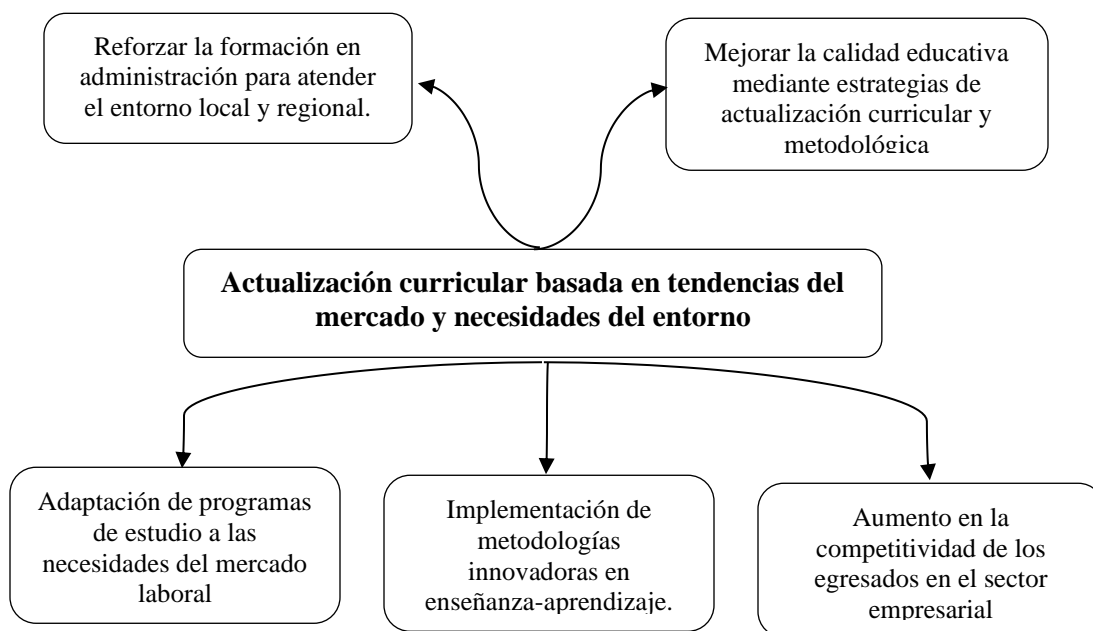 Reforzar la formación en
administración para atender
el entorno local y regional.
Mejorar la calidad educativa
mediante estrategias de
actualización curricular y
metodológica
Actualización curricular basada en tendencias del
mercado y necesidades del entorno
Adaptación de programas
de estudio a las
necesidades del mercado
laboral
Implementación de
metodologías
innovadoras en
enseñanza-aprendizaje.
Aumento en la
competitividad de los
egresados en el sector
empresarial